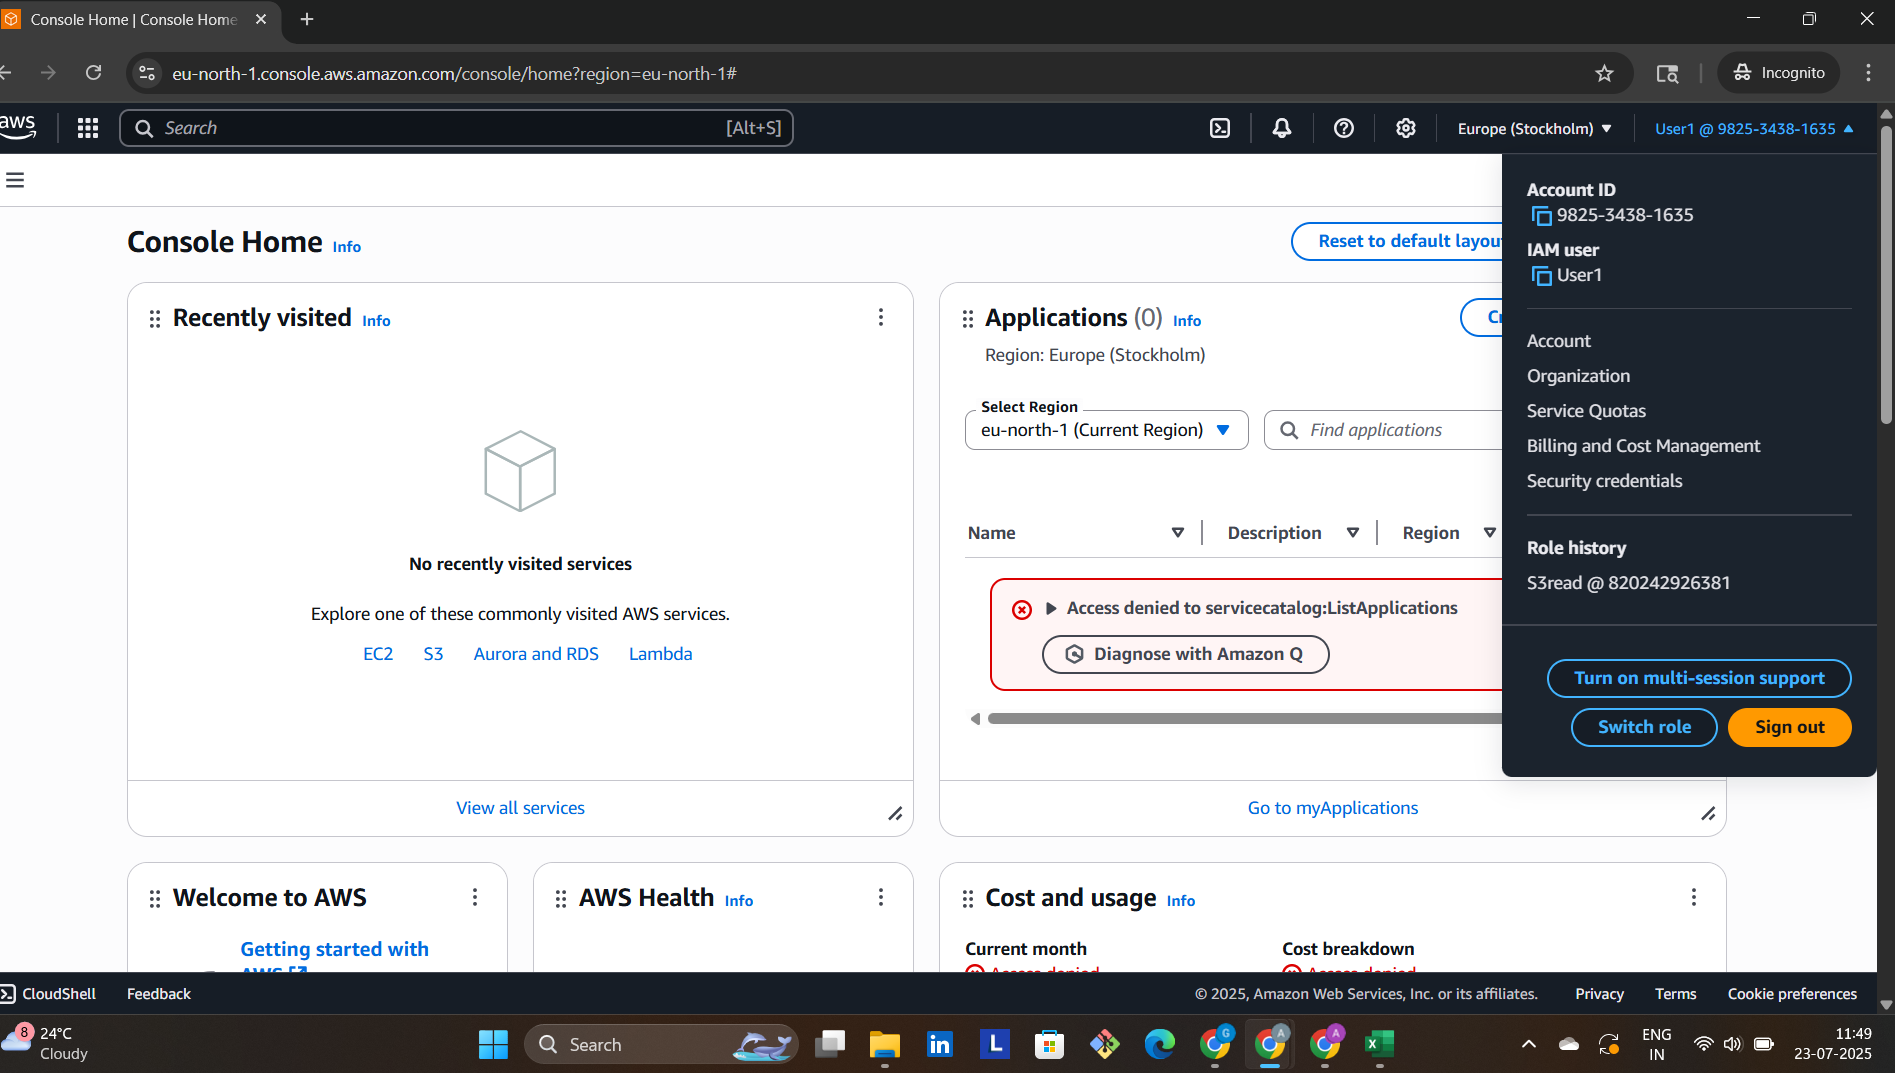 Console Home | Console Home
eu-north-1.console.aws.amazon.com/console/home?region=eu-north-1#
Incognito
aws
Search
[Alt+S]
Europe (Stockholm)
User1 @ 9825-3438-1635
Account ID
9825-3438-1635
IAM user
User1
Account
Organization
Service Quotas
Billing and Cost Management
Security credentials
Role history
S3read @ 820242926381
Turn on multi-session support
Switch role
Sign out
Console Home Info
Reset to default layou
Recently visited Info
No recently visited services
Explore one of these commonly visited AWS services.
EC2 S3 Aurora and RDS Lambda
View all services
Applications (0) Info
Region: Europe (Stockholm)
Select Region
eu-north-1 (Current Region)
Find applications
Name Description Region
Access denied to servicecatalog:ListApplications
Diagnose with Amazon Q
Go to myApplications
Welcome to AWS
Getting started with
AWS
AWS Health Info
Cost and usage Info
Current month
Access denied
Cost breakdown
Access denied
CloudShell
Feedback
© 2025, Amazon Web Services, Inc. or its affiliates.
Privacy
Terms
Cookie preferences
8
24°C
Cloudy
Search
in
L
G
A
A
X
ENG
IN
11:49
23-07-2025